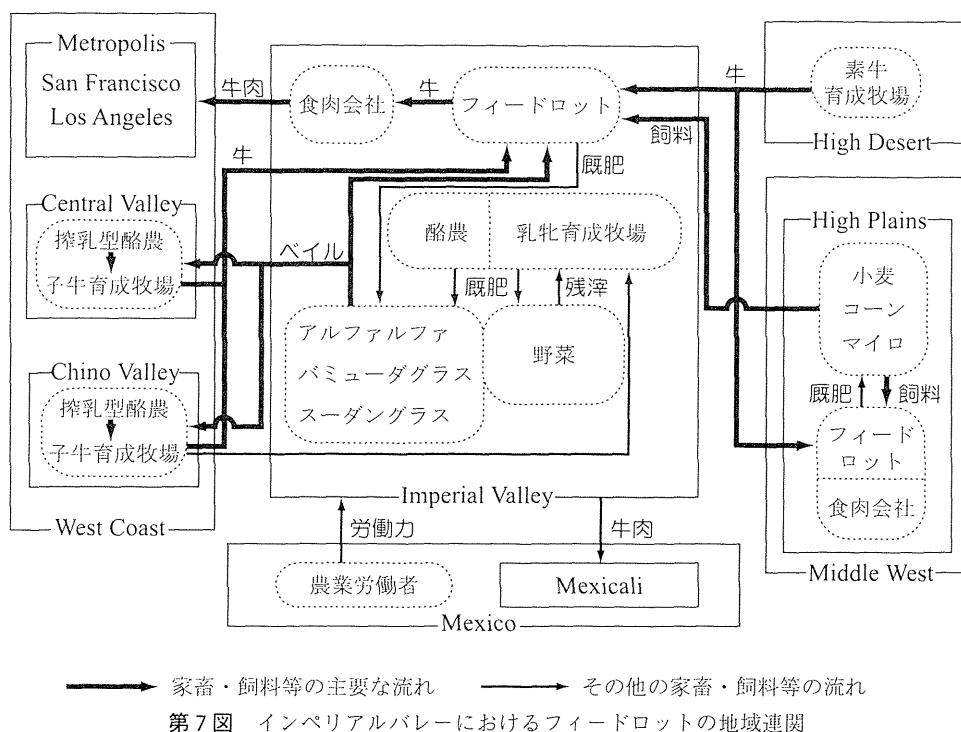 Metropolis
San Francisco
Los Angeles
牛肉
食肉会社
牛
フィードロット
牛
素牛
育成牧場
High Desert
飼料
牛
厩肥
Central Valley
搾乳型酪農
子牛育成牧場
ベイル
酪農
乳牝育成牧場
厩肥
残滓
High Plains
小麦
コーン
マイロ
アルファルファ
バミューダグラス
スーダングラス
野菜
Chino Valley
搾乳型酪農
子牛育成牧場
厩肥
飼料
フィード
ロット
食肉会社
Imperial Valley
West Coast
労働力
牛肉
Middle West
農業労働者
Mexicali
Mexico
家畜・飼料等の主要な流れ
その他の家畜・飼料等の流れ
第7図 インペリアルバレーにおけるフィードロットの地域連関